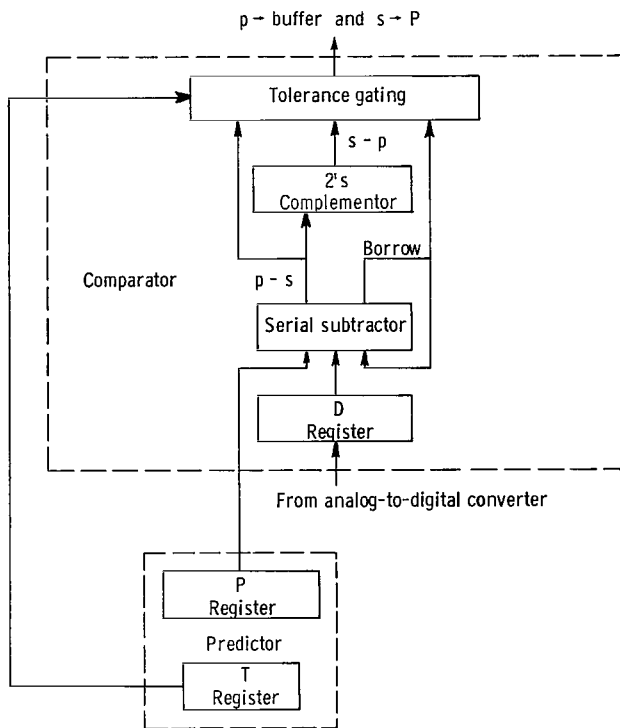 p → buffer and s → P
Tolerance gating
s - p
2's
Complementor
Borrow
p - s
Comparator
Serial subtractor
D
Register
From analog-to-digital converter
P
Register
Predictor
T
Register